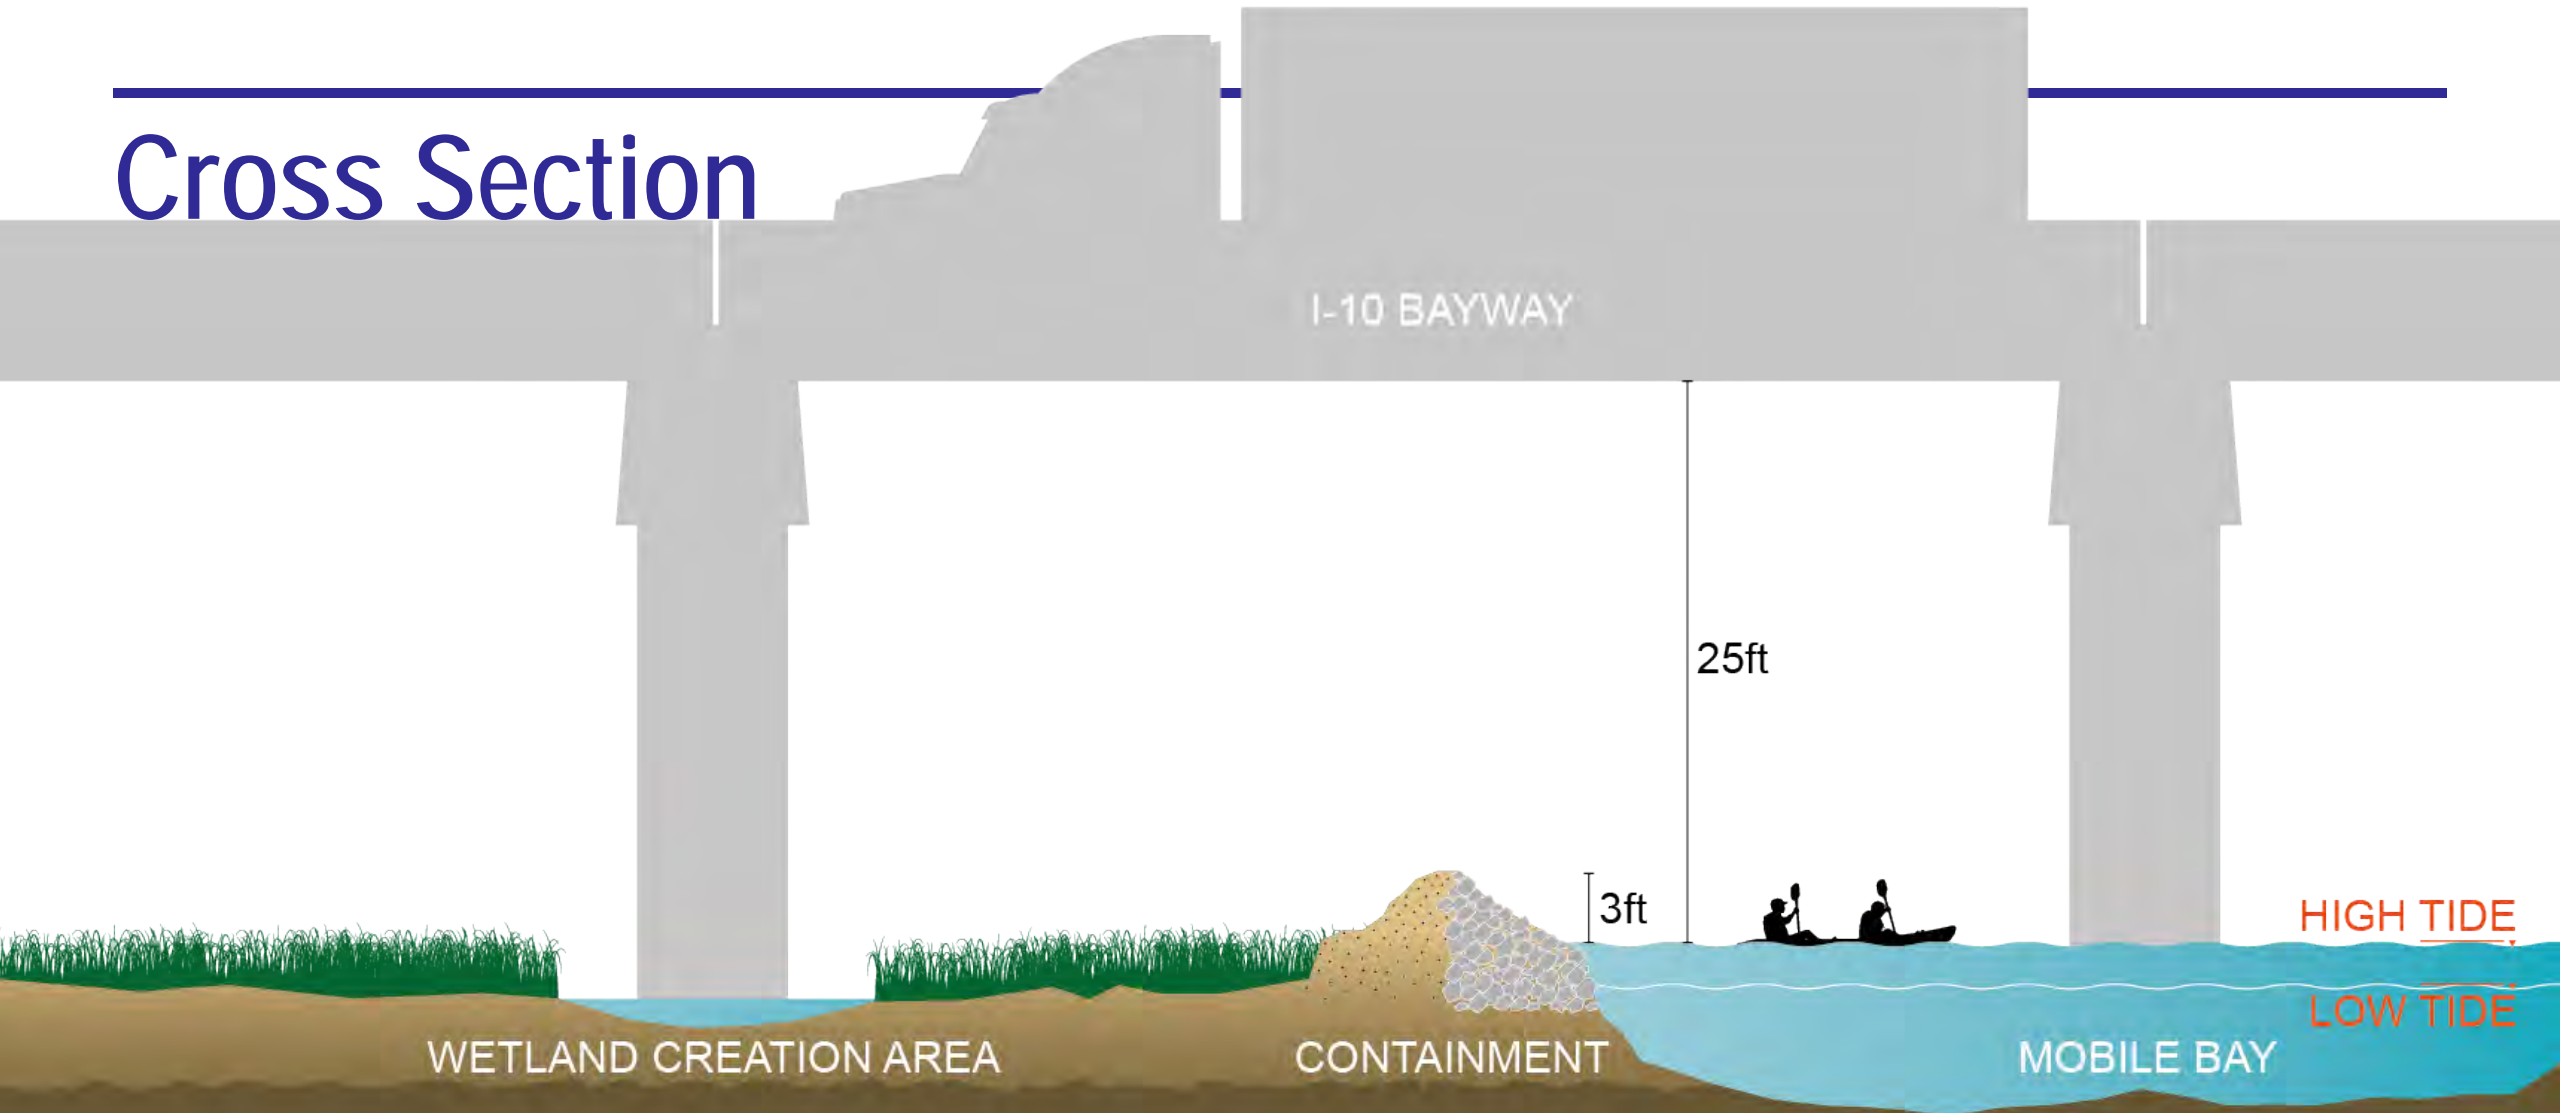 Cross Section
I-10 BAYWAY
25ft
3ft
HIGH TIDE
LOW TIDE
WETLAND CREATION AREA
CONTAINMENT
MOBILE BAY